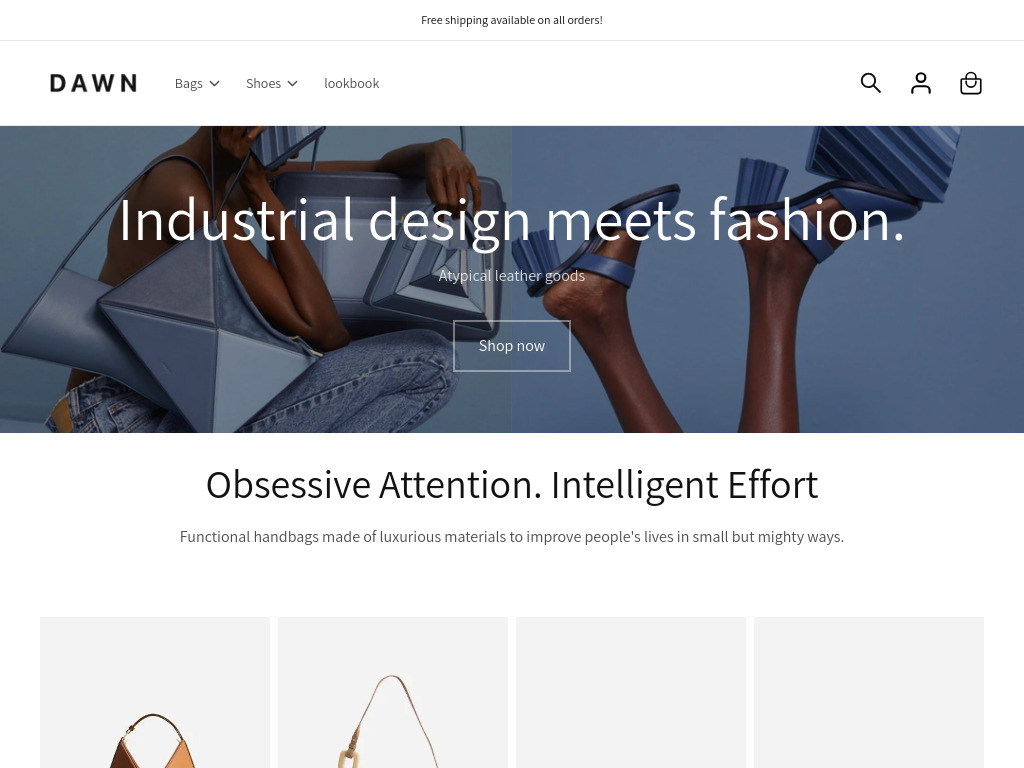 Free shipping available on all orders!
DAWN
Bags
Shoes
lookbook
Industrial design meets fashion.
Atypical leather goods
Shop now
Obsessive Attention. Intelligent Effort
Functional handbags made of luxurious materials to improve people's lives in small but mighty ways.